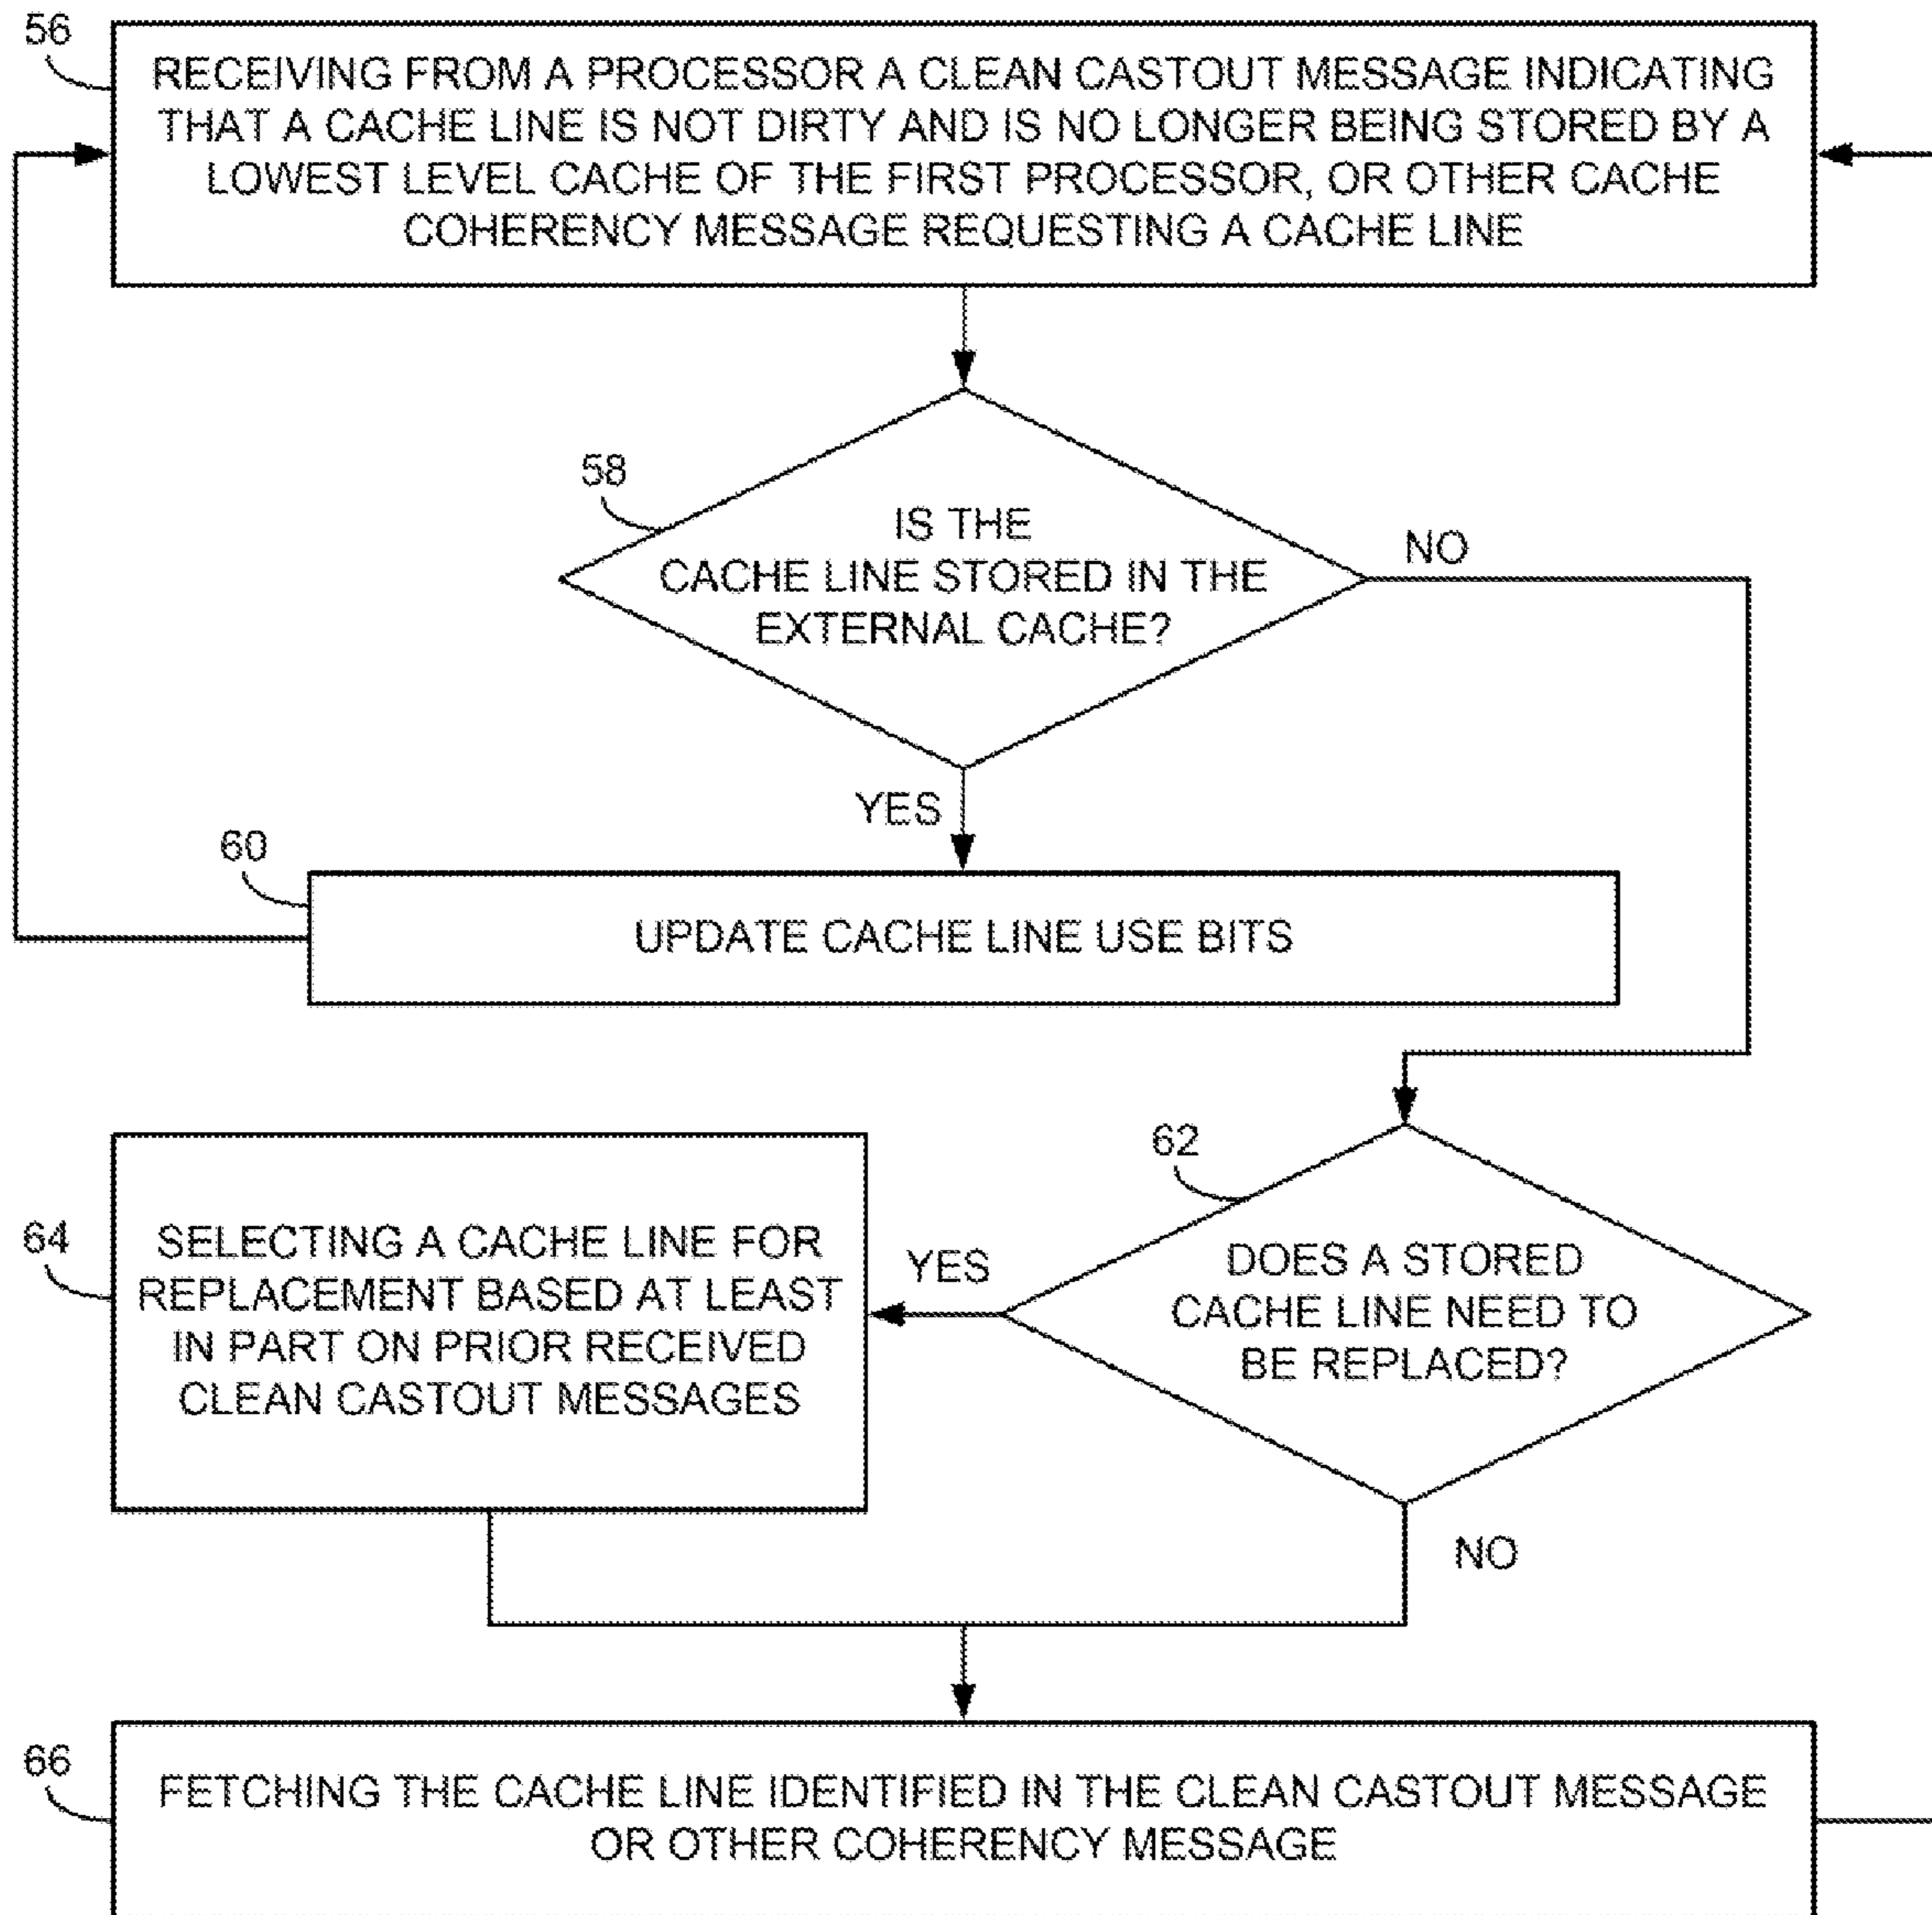 56
RECEIVING FROM A PROCESSOR A CLEAN CASTOUT MESSAGE INDICATING
THAT A CACHE LINE IS NOT DIRTY AND IS NO LONGER BEING STORED BY A
LOWEST LEVEL CACHE OF THE FIRST PROCESSOR, OR OTHER CACHE
COHERENCY MESSAGE REQUESTING A CACHE LINE
58
IS THE
CACHE LINE STORED IN THE
EXTERNAL CACHE?
NO
YES
60
UPDATE CACHE LINE USE BITS
62
DOES A STORED
CACHE LINE NEED TO
BE REPLACED?
YES
64
SELECTING A CACHE LINE FOR
REPLACEMENT BASED AT LEAST
IN PART ON PRIOR RECEIVED
CLEAN CASTOUT MESSAGES
NO
66
FETCHING THE CACHE LINE IDENTIFIED IN THE CLEAN CASTOUT MESSAGE
OR OTHER COHERENCY MESSAGE